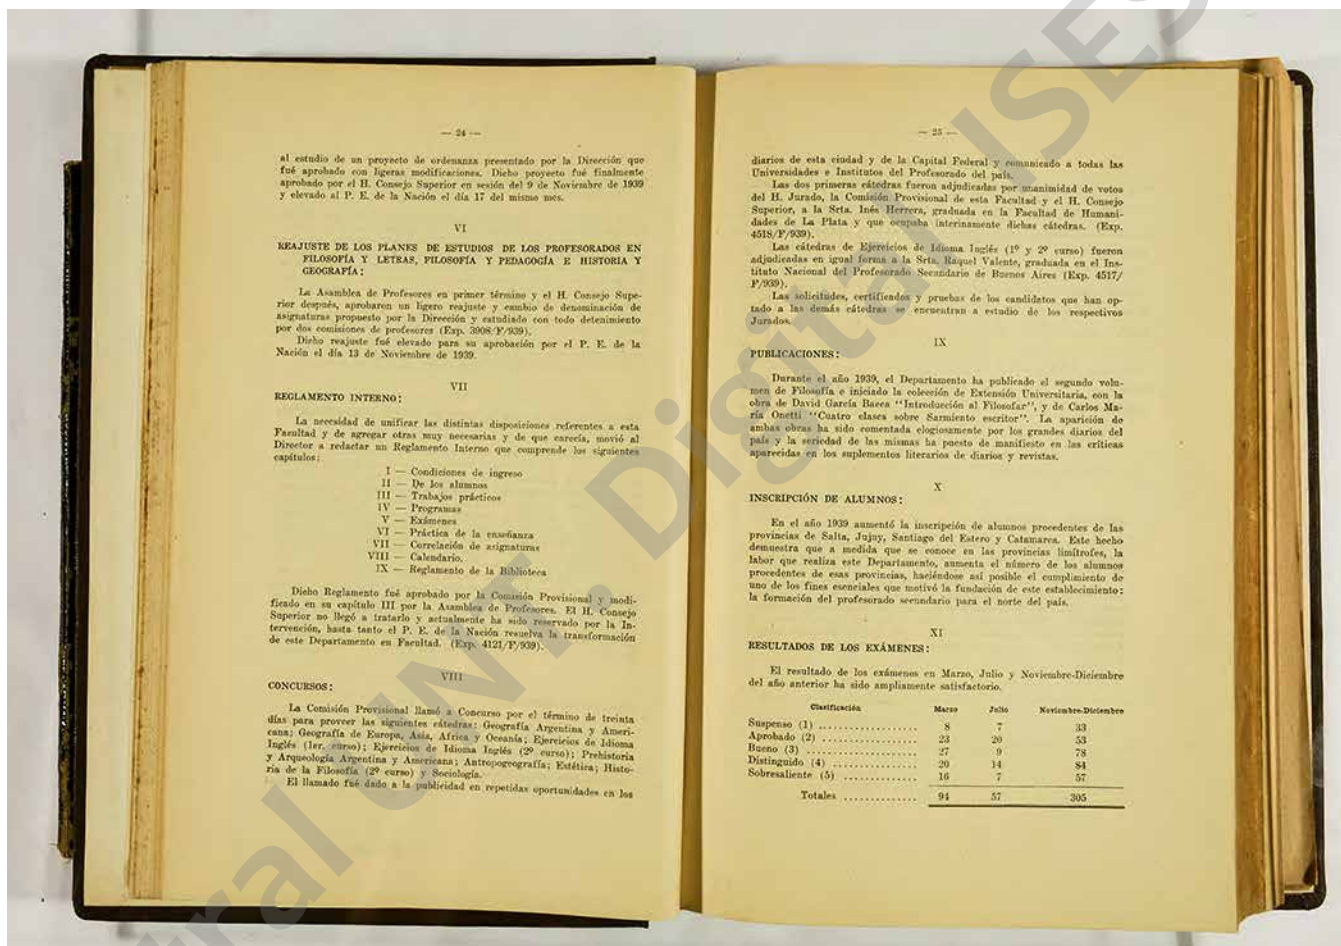 — 24 —
al estudio de un proyecto de ordenanza presentado por la Dirección que
fué aprobado con ligeras modificaciones. Dicho proyecto fué finalmente
aprobado por el H. Consejo Superior en sesión del 9 de Noviembre de 1939
y elevado al P. E. de la Nación el día 17 del mismo mes.
VI
REAJUSTE DE LOS PLANES DE ESTUDIOS DE LOS PROFESORADOS EN
FILOSOFÍA Y LETRAS, FILOSOFÍA Y PEDAGOGÍA E HISTORIA Y
GEOGRAFÍA:
La Asamblea de Profesores en primer término y el H. Consejo Supe-
rior después, aprobaron un ligero reajuste y cambio de denominación de
asignaturas propuesto por la Dirección y estudiado con todo detenimiento
por dos comisiones de profesores (Exp. 3908/F/939).
Dicho reajuste fué elevado para su aprobación por el P. E. de la
Nación el día 13 de Noviembre de 1939.
VII
REGLAMENTO INTERNO:
La necesidad de unificar las distintas disposiciones referentes a esta
Facultad y de agregar otras muy necesarias y de que carecía, movió al
Director a redactar un Reglamento Interno que comprende los siguientes
capítulos:
I — Condiciones de ingreso
II — De los alumnos
III — Trabajos prácticos
IV — Programas
V — Exámenes
VI — Práctica de la enseñanza
VII — Correlación de asignaturas
VIII — Calendario.
IX — Reglamento de la Biblioteca
Dicho Reglamento fué aprobado por la Comisión Provisional y modi-
ficado en su capítulo III por la Asamblea de Profesores. El H. Consejo
Superior no llegó a tratarlo y actualmente ha sido reservado por la In-
tervención, hasta tanto el P. E. de la Nación resuelva la transformación
de este Departamento en Facultad. (Exp. 4121/F/939).
VIII
CONCURSOS:
La Comisión Provisional llamó a Concurso por el término de treinta
días para proveer las siguientes cátedras: Geografía Argentina y Ameri-
cana; Geografía de Europa, Asia, Africa y Oceanía; Ejercicios de Idioma
Inglés (1er. curso); Ejercicios de Idioma Inglés (2º curso); Prehistoria
y Arqueología Argentina y Americana; Antropogeografía; Estética; Histo-
ria de la Filosofía (2º curso) y Sociología.
El llamado fué dado a la publicidad en repetidas oportunidades en los
— 25 —
diarios de esta ciudad y de la Capital Federal y comunicado a todas las
Universidades e Institutos del Profesorado del país.
Las dos primeras cátedras fueron adjudicadas por unanimidad de votos
del H. Jurado, la Comisión Provisional de esta Facultad y el H. Consejo
Superior, a la Srta. Inés Herrera, graduada en la Facultad de Humani-
dades de La Plata y que ocupaba interinamente dichas cátedras. (Exp.
4518/F/939).
Las cátedras de Ejercicios de Idioma Inglés (1º y 2º curso) fueron
adjudicadas en igual forma a la Srta. Raquel Valente, graduada en el Ins-
tituto Nacional del Profesorado Secundario de Buenos Aires (Exp. 4517/
F/939).
Las solicitudes, certificados y pruebas de los candidatos que han op-
tado a las demás cátedras se encuentran a estudio de los respectivos
Jurados.
IX
PUBLICACIONES:
Durante el año 1939, el Departamento ha publicado el segundo volu-
men de Filosofía e iniciado la colección de Extensión Universitaria, con la
obra de David García Bacca "Introducción al Filosofar", y de Carlos Ma-
ría Onetti "Cuatro clases sobre Sarmiento escritor". La aparición de
ambas obras ha sido comentada elogiosamente por los grandes diarios del
país y la seriedad de las mismas ha puesto de manifiesto en las críticas
aparecidas en los suplementos literarios de diarios y revistas.
X
INSCRIPCIÓN DE ALUMNOS:
En el año 1939 aumentó la inscripción de alumnos procedentes de las
provincias de Salta, Jujuy, Santiago del Estero y Catamarca. Este hecho
demuestra que a medida que se conoce en las provincias limítrofes, la
labor que realiza este Departamento, aumenta el número de los alumnos
procedentes de esas provincias, haciéndose así posible el cumplimiento de
uno de los fines esenciales que motivó la fundación de este establecimiento:
la formación del profesorado secundario para el norte del país.
XI
RESULTADOS DE LOS EXÁMENES:
El resultado de los exámenes en Marzo, Julio y Noviembre-Diciembre
del año anterior ha sido ampliamente satisfactorio.
Clasificación Marzo Julio Noviembre-Diciembre
Suspenso (1) ................. 8 7 33
Aprobado (2) ................. 23 20 53
Bueno (3) ................. 27 9 78
Distinguido (4) ................. 20 14 84
Sobresaliente (5) ............. 16 7 57
Totales ............. 94 57 305
tral UNT. Digital ISES